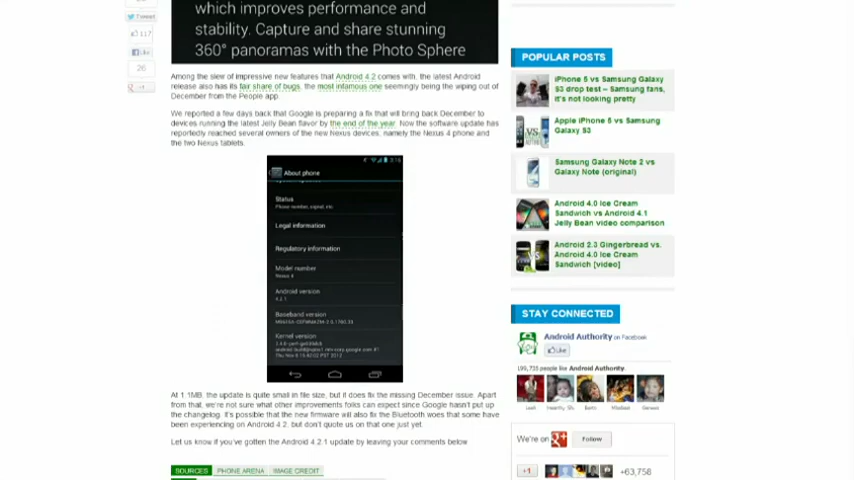 which improves performance and
stability. Capture and share stunning
360° panoramas with the Photo Sphere
Tweet
117
Like
26
+1
Among the slew of impressive new features that Android 4.2 comes with, the latest Android
release also has its fair share of bugs, the most infamous one seemingly being the wiping out of
December from the People app.
We reported a few days back that Google is preparing a fix that will bring back December to
devices running the latest Jelly Bean flavor by the end of the year. Now the software update has
reportedly reached several owners of the new Nexus devices, namely the Nexus 4 phone and
the two Nexus tablets.
About phone
Status
Phone number, signal, etc.
Legal information
Regulatory information
Model number
Nexus 4
Android version
4.2.1
Baseband version
Kernel version
At 1.1MB, the update is quite small in file size, but it does fix the missing December issue. Apart
from that, we're not sure what other improvements folks can expect since Google hasn't put up
the changelog. It's possible that the new firmware will also fix the Bluetooth woes that some have
been experiencing on Android 4.2, but don't quote us on that one just yet.
Let us know if you've gotten the Android 4.2.1 update by leaving your comments below
SOURCES PHONE ARENA IMAGE CREDIT
POPULAR POSTS
iPhone 5 vs Samsung Galaxy
S3 drop test – Samsung fans,
it's not looking pretty
VS
Apple iPhone 5 vs Samsung
Galaxy S3
Samsung Galaxy Note 2 vs
Galaxy Note (original)
Android 4.0 Ice Cream
Sandwich vs Android 4.1
Jelly Bean video comparison
Android 2.3 Gingerbread vs.
Android 4.0 Ice Cream
Sandwich [video]
STAY CONNECTED
Android Authority on Facebook
Like
199,735 people like Android Authority.
We're on g+ Follow
+1 +63,758